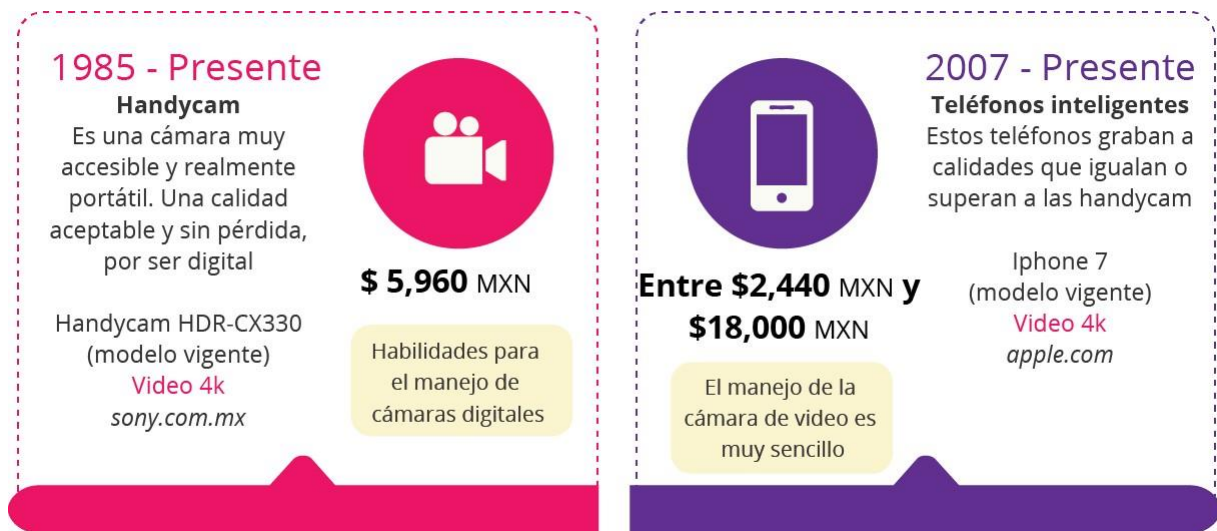 1985 - Presente
Handycam
Es una cámara muy
accesible y realmente
portátil. Una calidad
aceptable y sin pérdida,
por ser digital
Handycam HDR-CX330
(modelo vigente)
Video 4k
sony.com.mx
$ 5,960 MXN
Habilidades para
el manejo de
cámaras digitales
2007 - Presente
Teléfonos inteligentes
Estos teléfonos graban a
calidades que igualan o
superan a las handycam
Iphone 7
(modelo vigente)
Video 4k
apple.com
Entre $2,440 MXN y
$18,000 MXN
El manejo de la
cámara de video es
muy sencillo